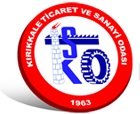 KIRIKKALE TİCARET VE SANAYİ ODASI
1963